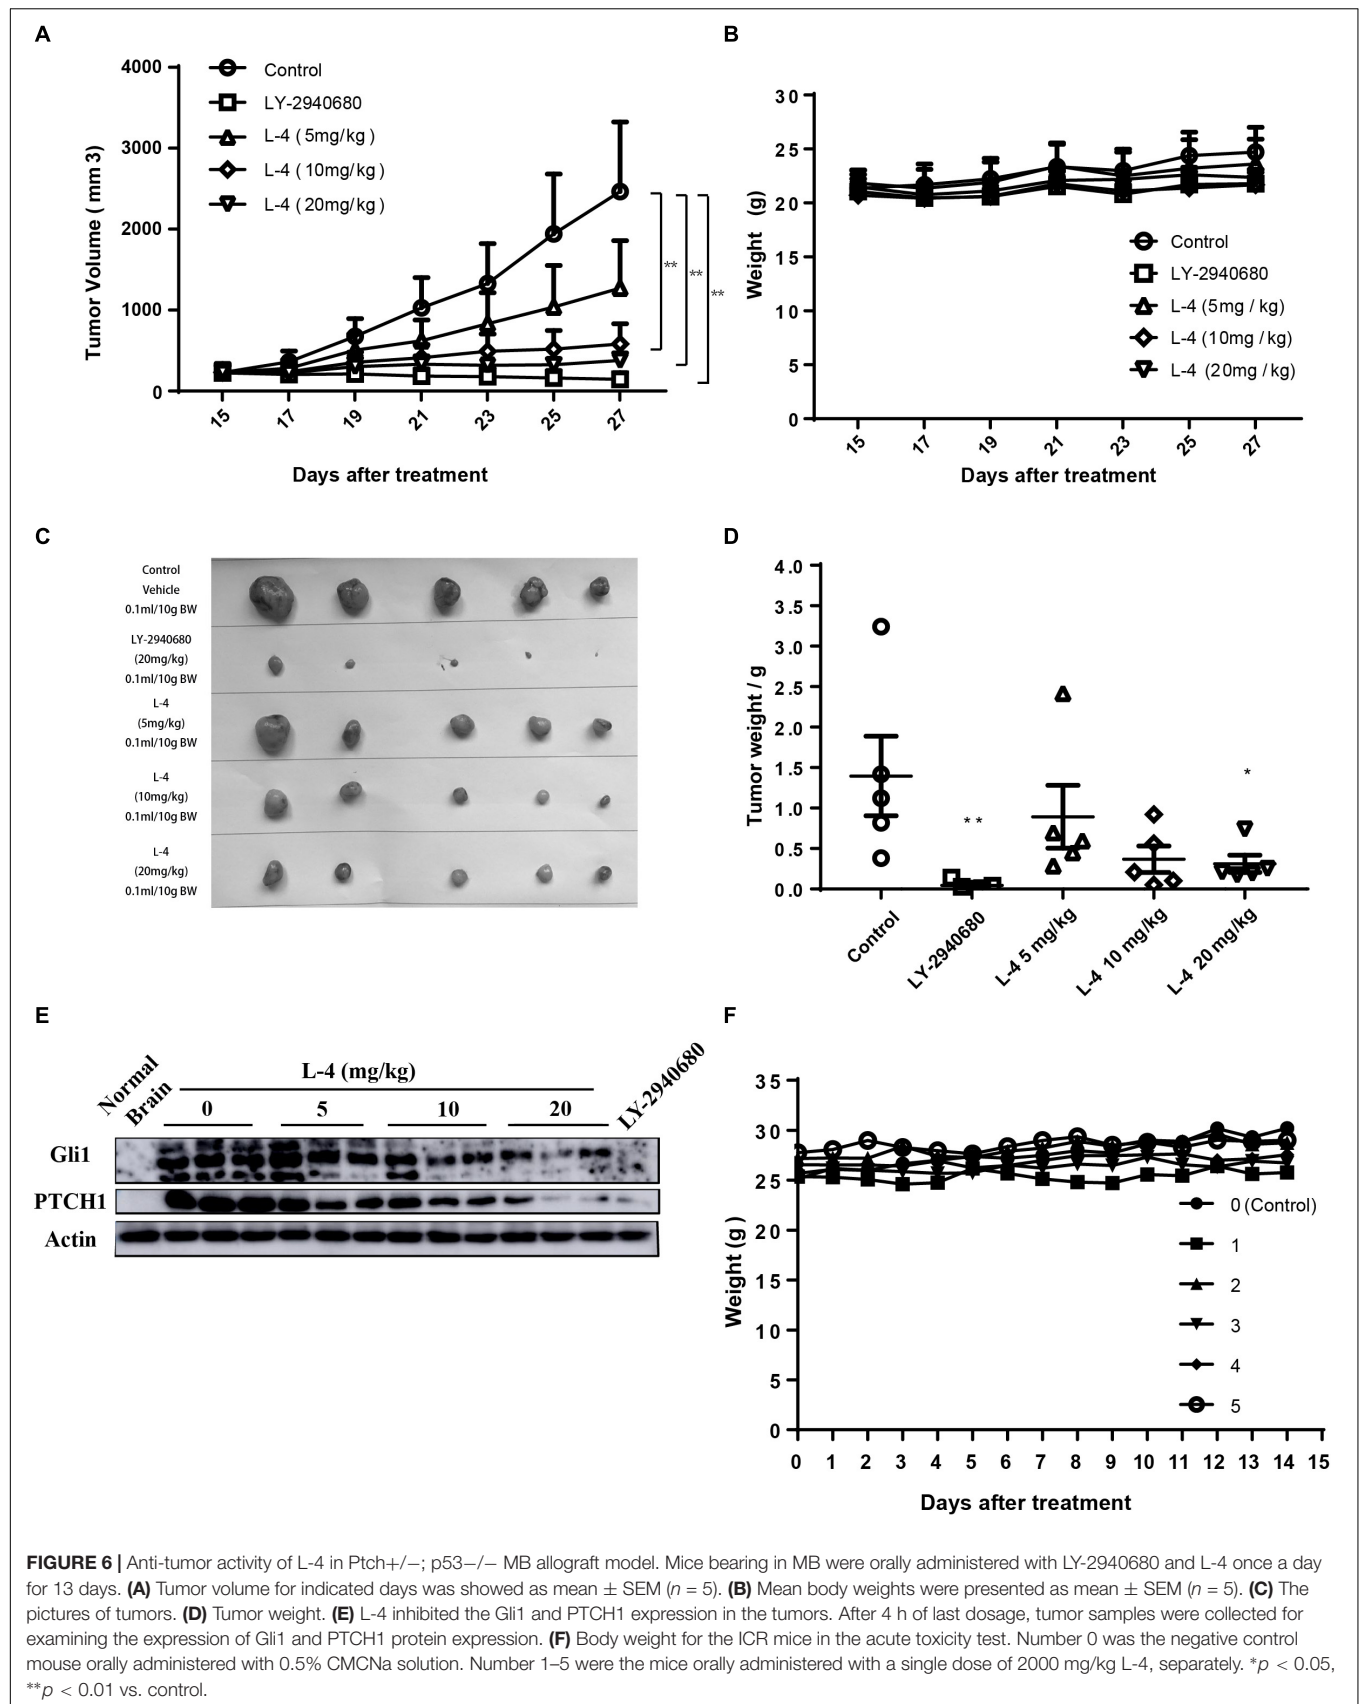 A
4000
3000
2000
1000
0
Tumor Volume ( mm 3)
Control
LY-2940680
L-4 ( 5mg/kg )
L-4 ( 10mg/kg )
L-4 ( 20mg/kg )
**
**
**
15 17 19 21 23 25 27
Days after treatment
B
30
25
20
15
10
5
0
Weight (g)
Control
LY-2940680
L-4 (5mg / kg)
L-4 (10mg / kg)
L-4 (20mg / kg)
15 17 19 21 23 25 27
Days after treatment
C
Control
Vehicle
0.1ml/10g BW
LY-2940680
(20mg/kg)
0.1ml/10g BW
L-4
(5mg/kg)
0.1ml/10g BW
L-4
(10mg/kg)
0.1ml/10g BW
L-4
(20mg/kg)
0.1ml/10g BW
D
4.0
3.5
3.0
2.5
2.0
1.5
1.0
0.5
0.0
Tumor weight / g
* *
*
Control
LY-2940680
L-4 5 mg/kg
L-4 10 mg/kg
L-4 20 mg/kg
E
Normal
Brain
L-4 (mg/kg)
0 5 10 20
LY-2940680
Gli1
PTCH1
Actin
F
35
30
25
20
15
10
5
0
Weight (g )
0 (Control)
1
2
3
4
5
0 1 2 3 4 5 6 7 8 9 10 11 12 13 14 15
Days after treatment
FIGURE 6 | Anti-tumor activity of L-4 in Ptch+/−; p53−/− MB allograft model. Mice bearing in MB were orally administered with LY-2940680 and L-4 once a day
for 13 days. (A) Tumor volume for indicated days was showed as mean ± SEM (n = 5). (B) Mean body weights were presented as mean ± SEM (n = 5). (C) The
pictures of tumors. (D) Tumor weight. (E) L-4 inhibited the Gli1 and PTCH1 expression in the tumors. After 4 h of last dosage, tumor samples were collected for
examining the expression of Gli1 and PTCH1 protein expression. (F) Body weight for the ICR mice in the acute toxicity test. Number 0 was the negative control
mouse orally administered with 0.5% CMCNa solution. Number 1–5 were the mice orally administered with a single dose of 2000 mg/kg L-4, separately. *p < 0.05,
**p < 0.01 vs. control.